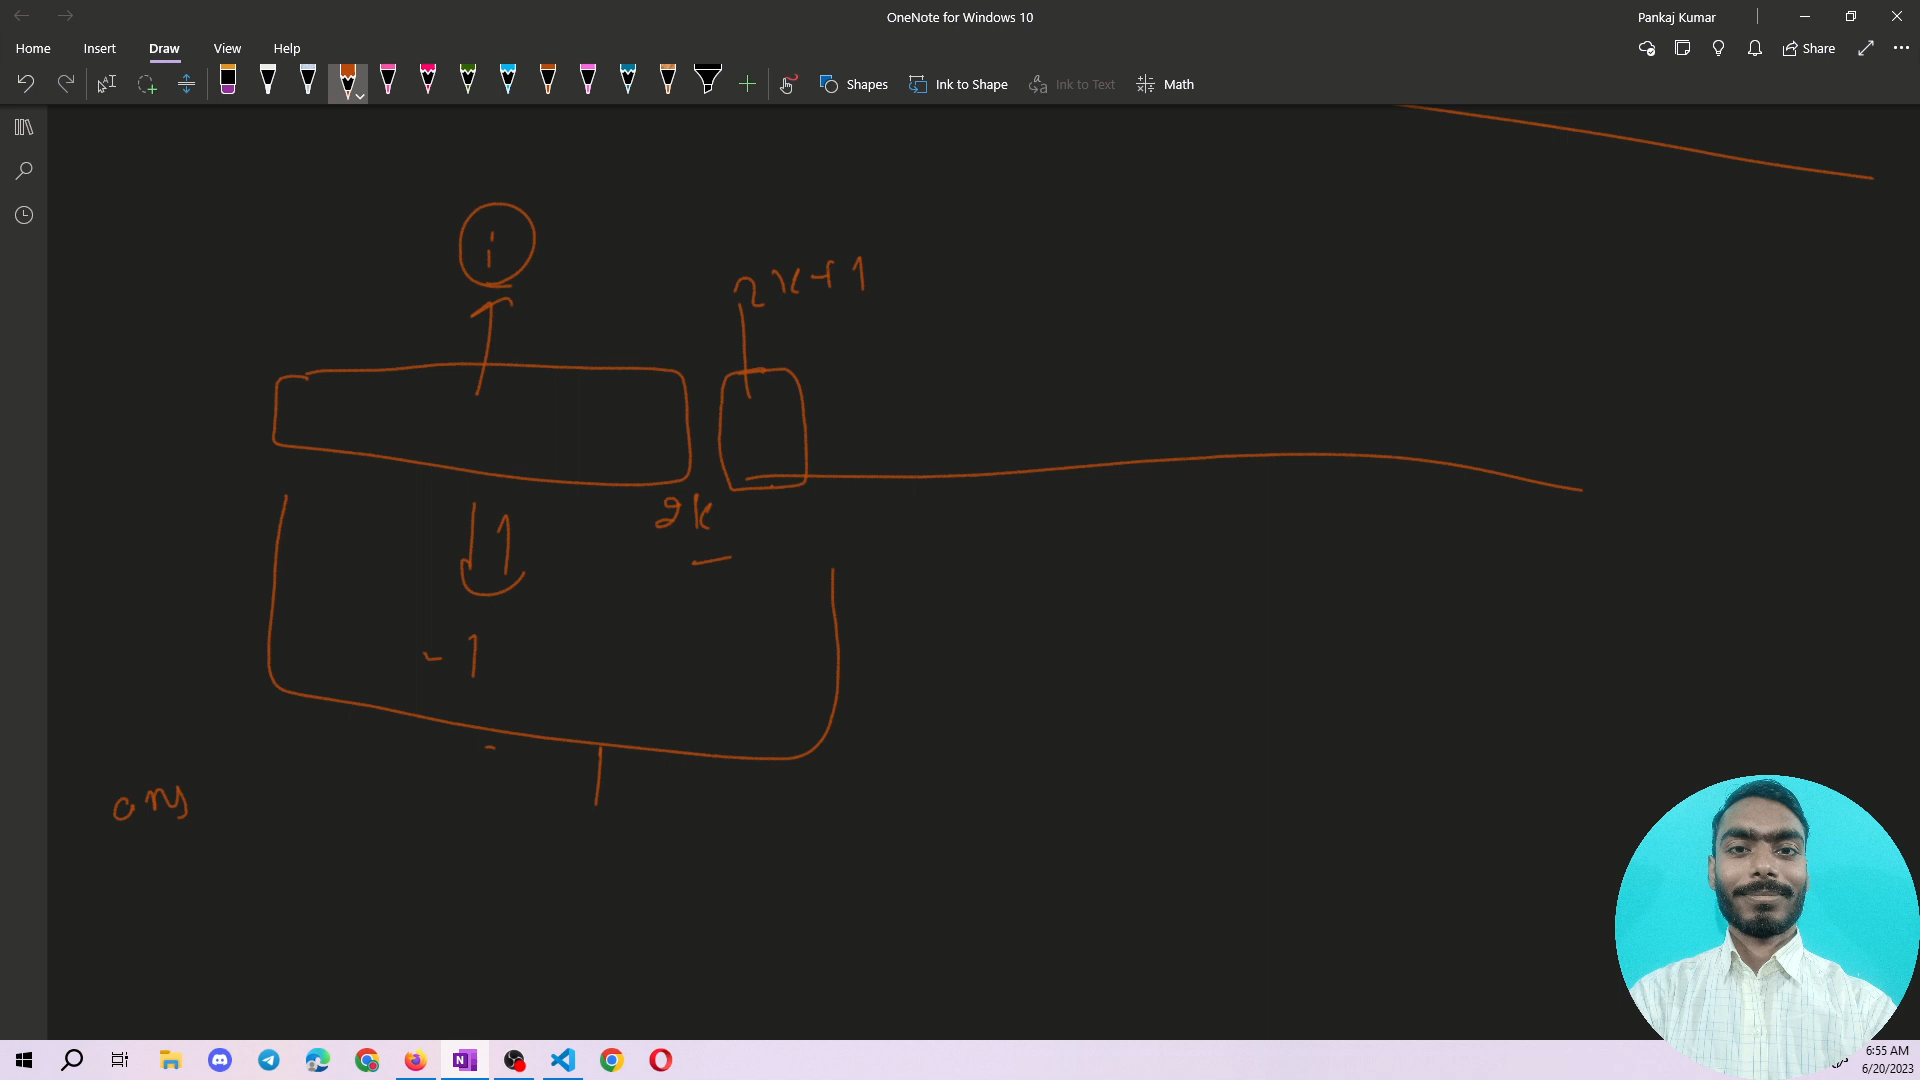 OneNote for Windows 10
Pankaj Kumar
Home Insert Draw View Help
Share
Shapes Ink to Shape Ink to Text Math
i
2k+1
2k
1
-1
ans
6:55 AM
6/20/2023